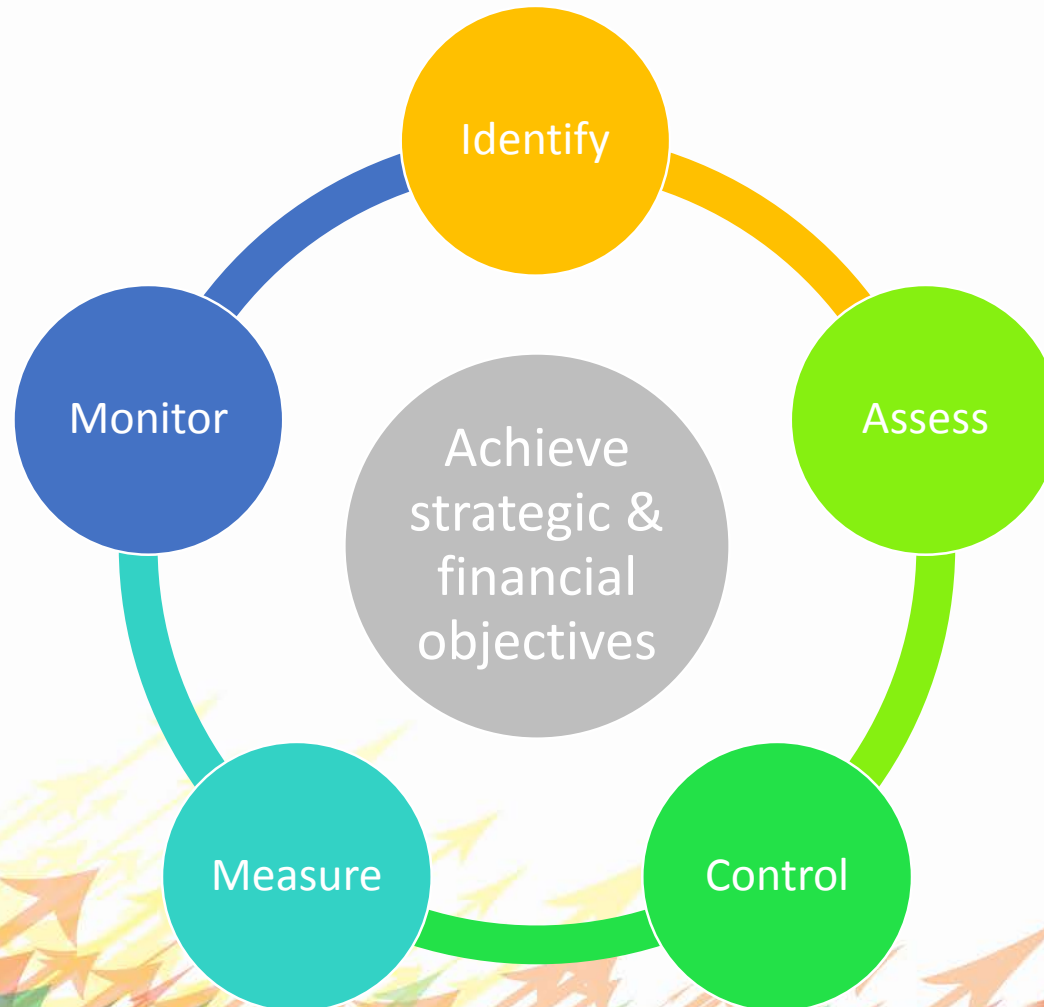 Identify
Assess
Control
Measure
Monitor
Achieve
strategic &
financial
objectives